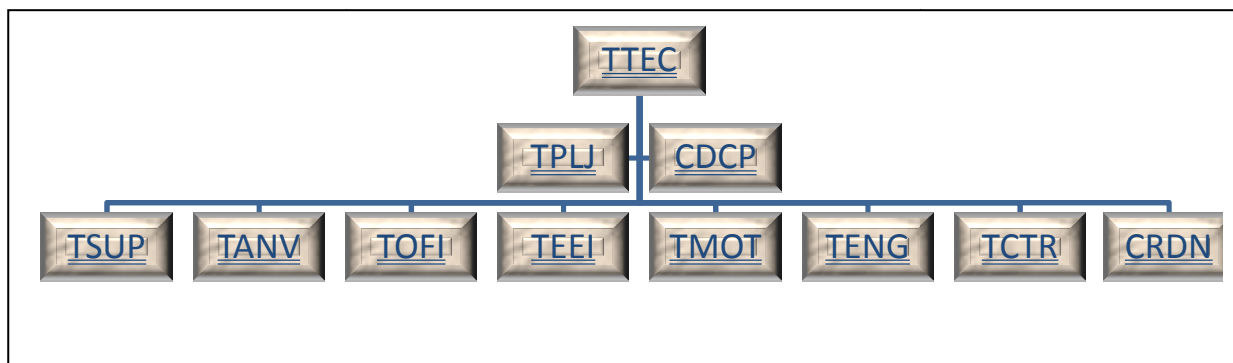 TTEC
TPLJ CDCP
TSUP TANV TOFI TEEI TMOT TENG TCTR CRDN